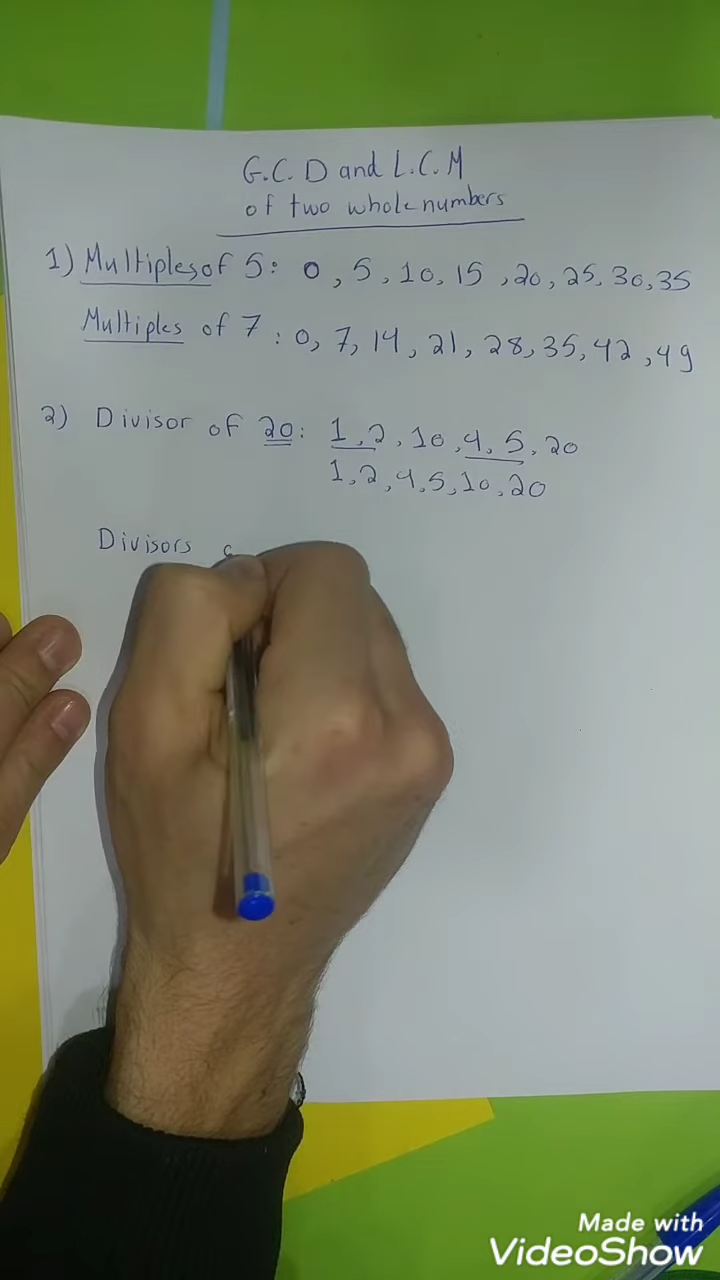 G.C.D and L.C.M
of two whole numbers
1) Multiples of 5: 0, 5, 10, 15, 20, 25, 30, 35
Multiples of 7: 0, 7, 14, 21, 28, 35, 42, 49
2) Divisor of 20: 1, 2, 10, 4, 5, 20
1, 2, 4, 5, 10, 20
Divisors
Made with
VideoShow